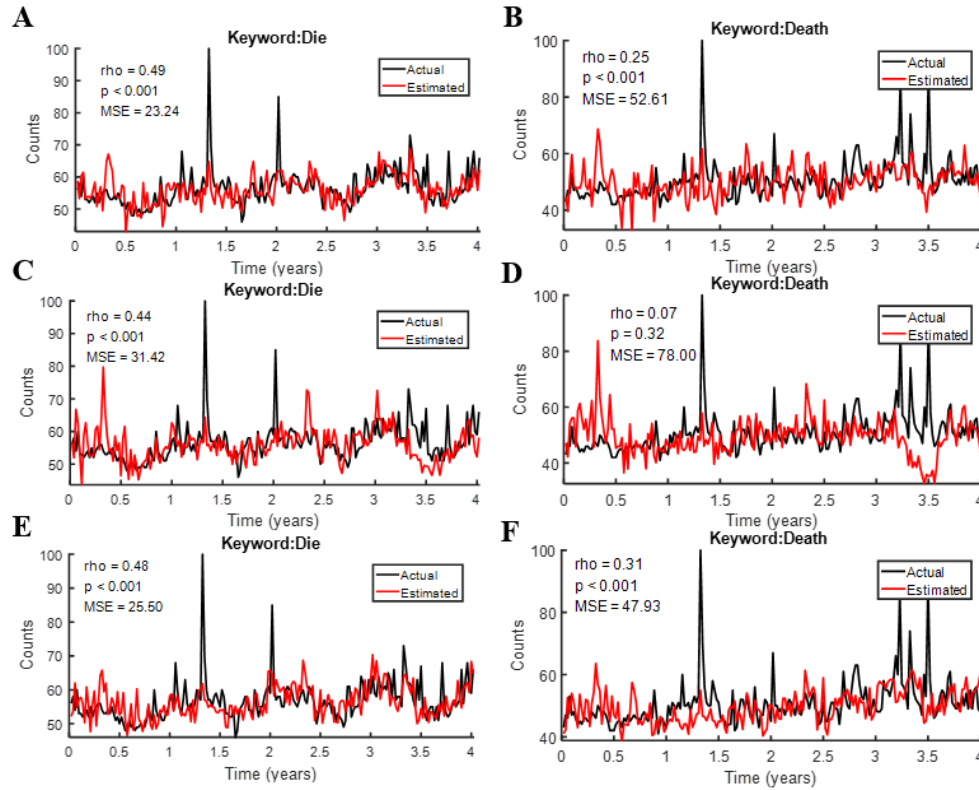 A
Keyword:Die
rho = 0.49
p < 0.001
MSE = 23.24
Actual
Estimated
Counts
100
90
80
70
60
50
0 0.5 1 1.5 2 2.5 3 3.5 4
Time (years)
B
Keyword:Death
rho = 0.25
p < 0.001
MSE = 52.61
Actual
Estimated
Counts
100
80
60
40
0 0.5 1 1.5 2 2.5 3 3.5 4
Time (years)
C
Keyword:Die
rho = 0.44
p < 0.001
MSE = 31.42
Actual
Estimated
Counts
100
90
80
70
60
50
0 0.5 1 1.5 2 2.5 3 3.5 4
Time (years)
D
Keyword:Death
rho = 0.07
p = 0.32
MSE = 78.00
Actual
Estimated
Counts
100
80
60
40
0 0.5 1 1.5 2 2.5 3 3.5 4
Time (years)
E
Keyword:Die
rho = 0.48
p < 0.001
MSE = 25.50
Actual
Estimated
Counts
100
90
80
70
60
50
0 0.5 1 1.5 2 2.5 3 3.5 4
Time (years)
F
Keyword:Death
rho = 0.31
p < 0.001
MSE = 47.93
Actual
Estimated
Counts
100
80
60
40
0 0.5 1 1.5 2 2.5 3 3.5 4
Time (years)